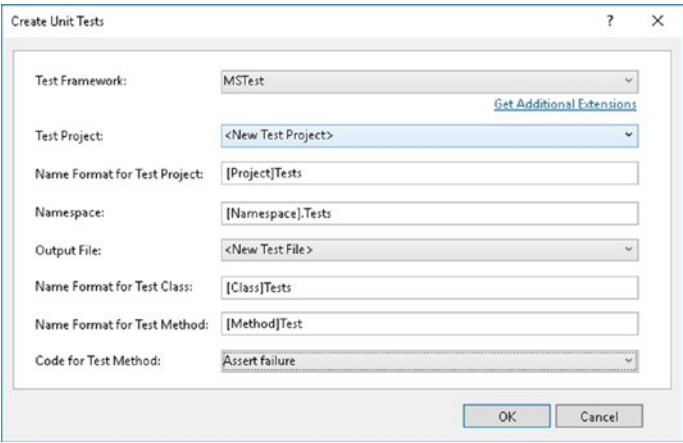 Create Unit Tests
Test Framework: MSTest
Get Additional Extensions
Test Project: <New Test Project>
Name Format for Test Project: [Project]Tests
Namespace: [Namespace].Tests
Output File: <New Test File>
Name Format for Test Class: [Class]Tests
Name Format for Test Method: [Method]Test
Code for Test Method: Assert failure
OK Cancel